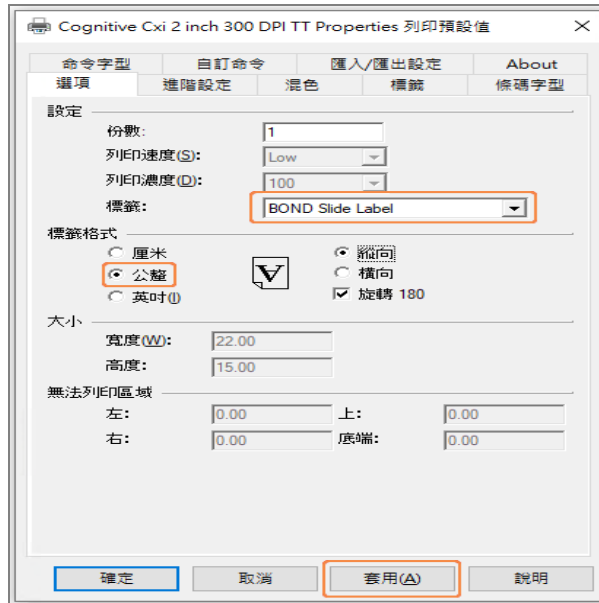 Cognitive Cxi 2 inch 300 DPI TT Properties 列印預設值
命令字型 自訂命令 匯入/匯出設定 About
選項 進階設定 混色 標籤 條碼字型
設定
份數: 1
列印速度(S): Low
列印濃度(D): 100
標籤: BOND Slide Label
標籤格式
厘米 縱向
公釐 A 橫向
英吋(I) 旋轉 180
大小
寬度(W): 22.00
高度: 15.00
無法列印區域
左: 0.00 上: 0.00
右: 0.00 底端: 0.00
確定 取消 套用(A) 說明